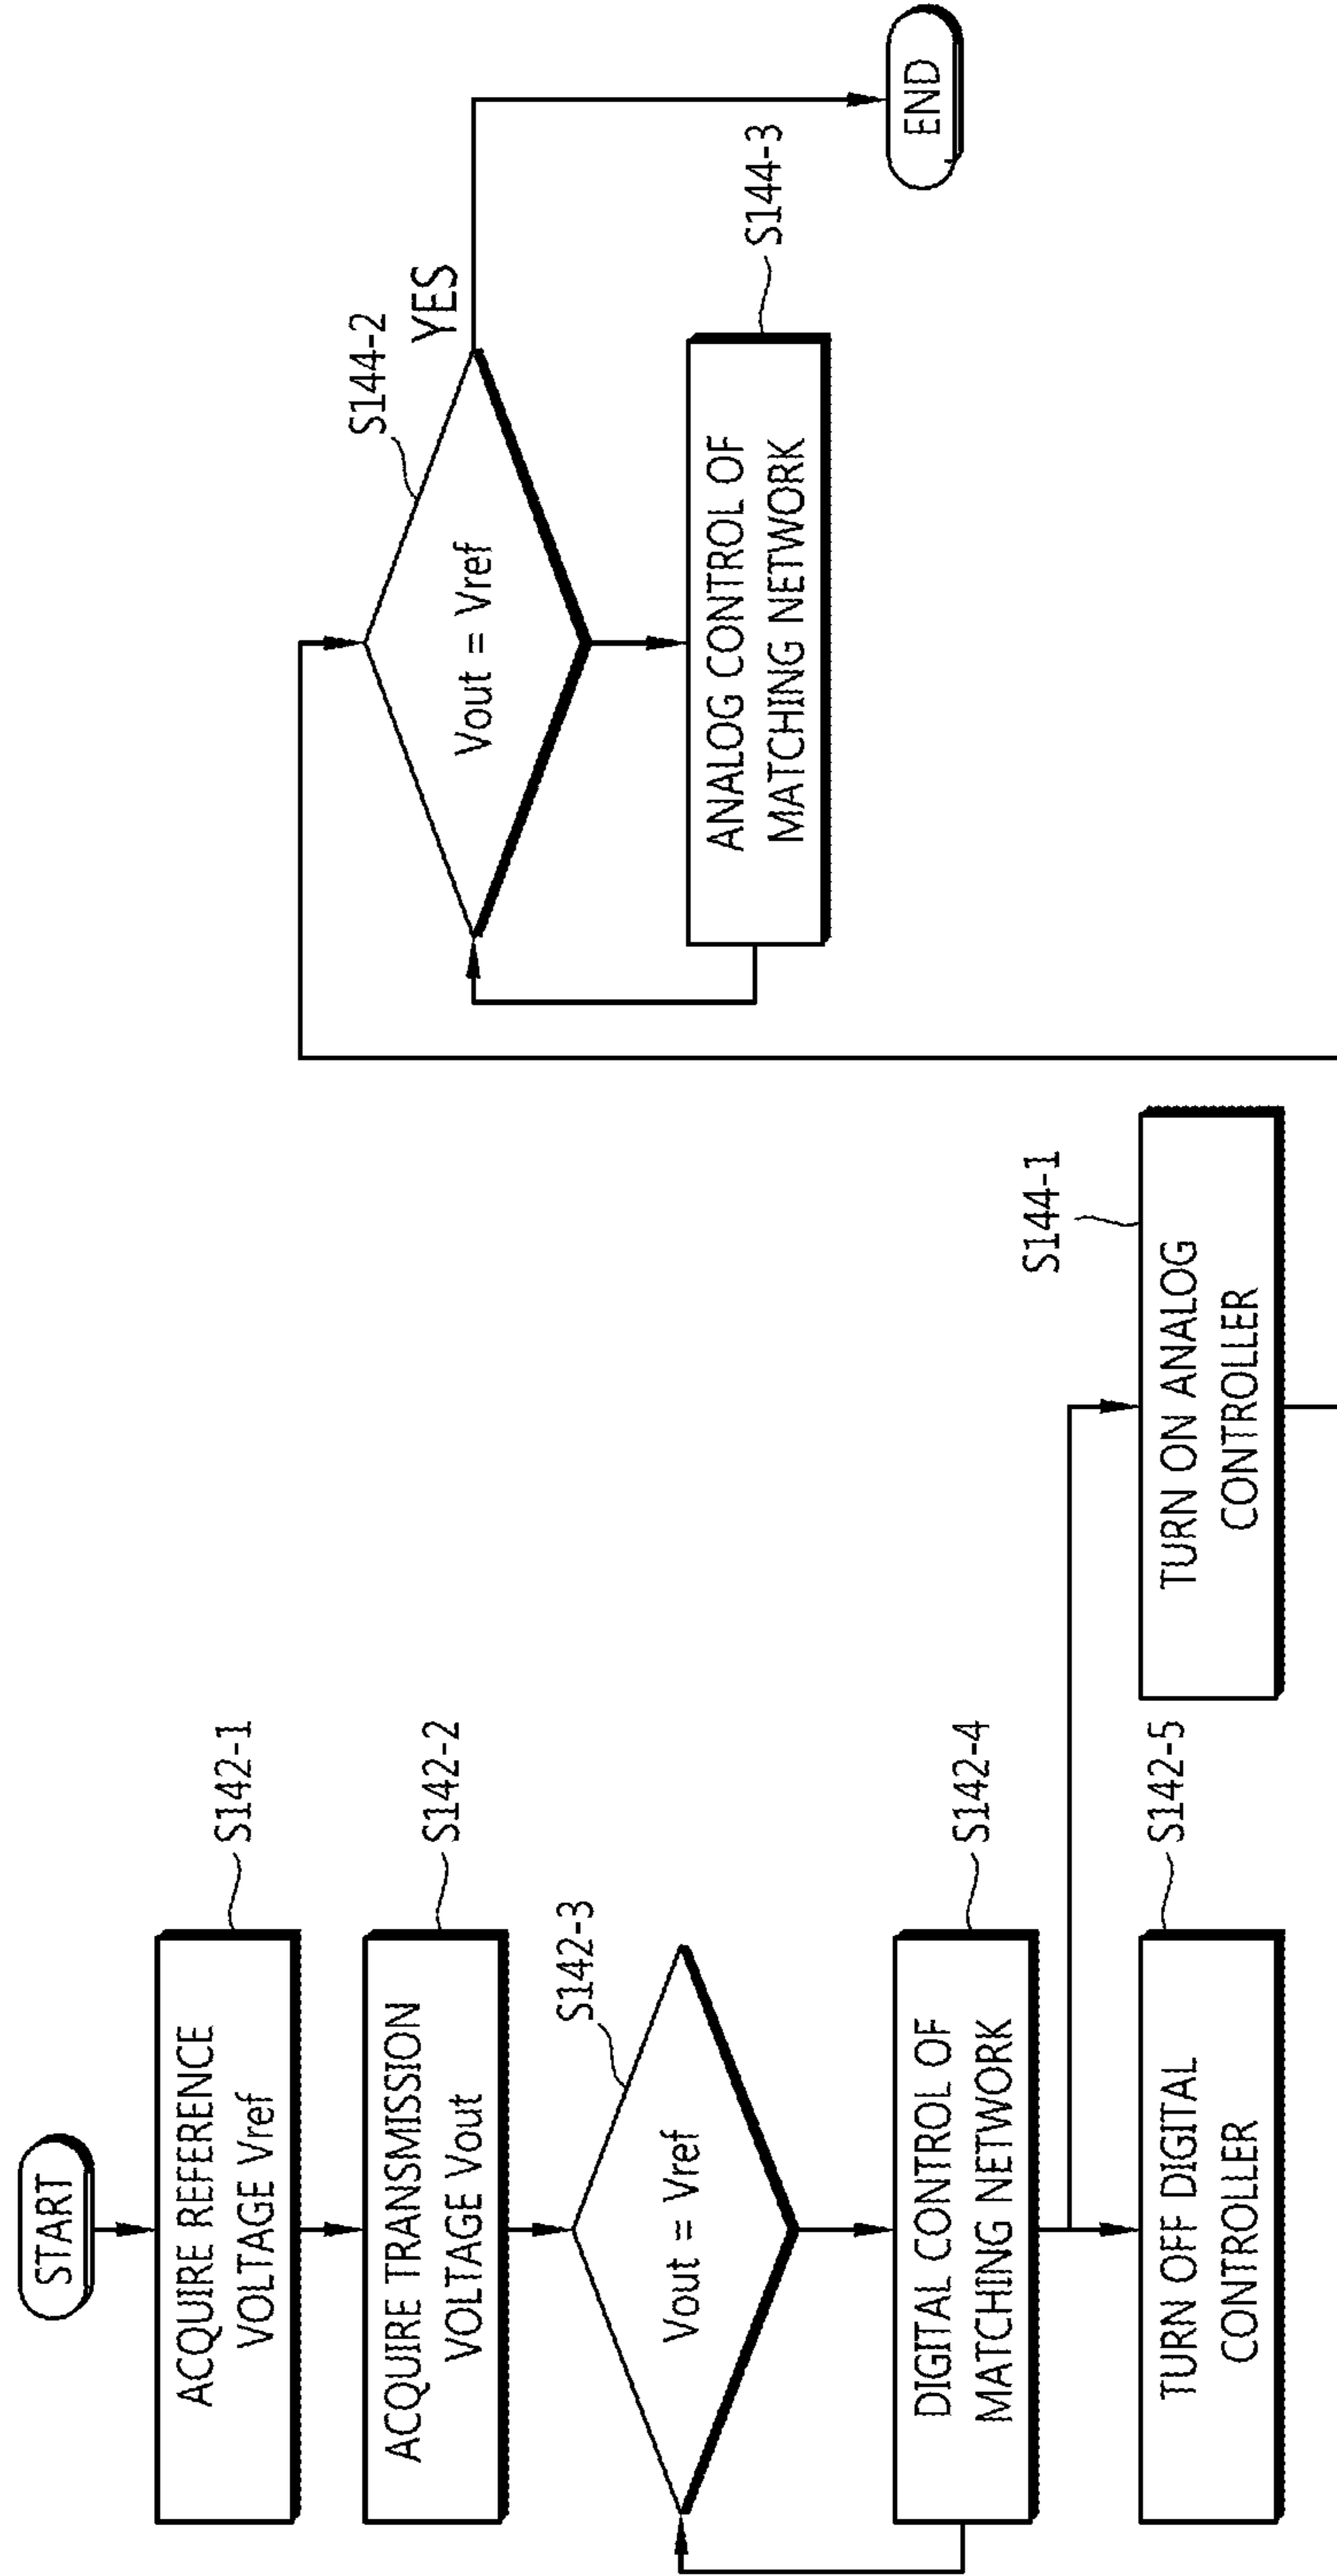 START
ACQUIRE REFERENCE
VOLTAGE Vref
S142-1
ACQUIRE TRANSMISSION
VOLTAGE Vout
S142-2
Vout = Vref
S142-3
DIGITAL CONTROL OF
MATCHING NETWORK
S142-4
TURN OFF DIGITAL
CONTROLLER
S142-5
TURN ON ANALOG
CONTROLLER
S144-1
Vout = Vref
S144-2
YES
ANALOG CONTROL OF
MATCHING NETWORK
S144-3
END